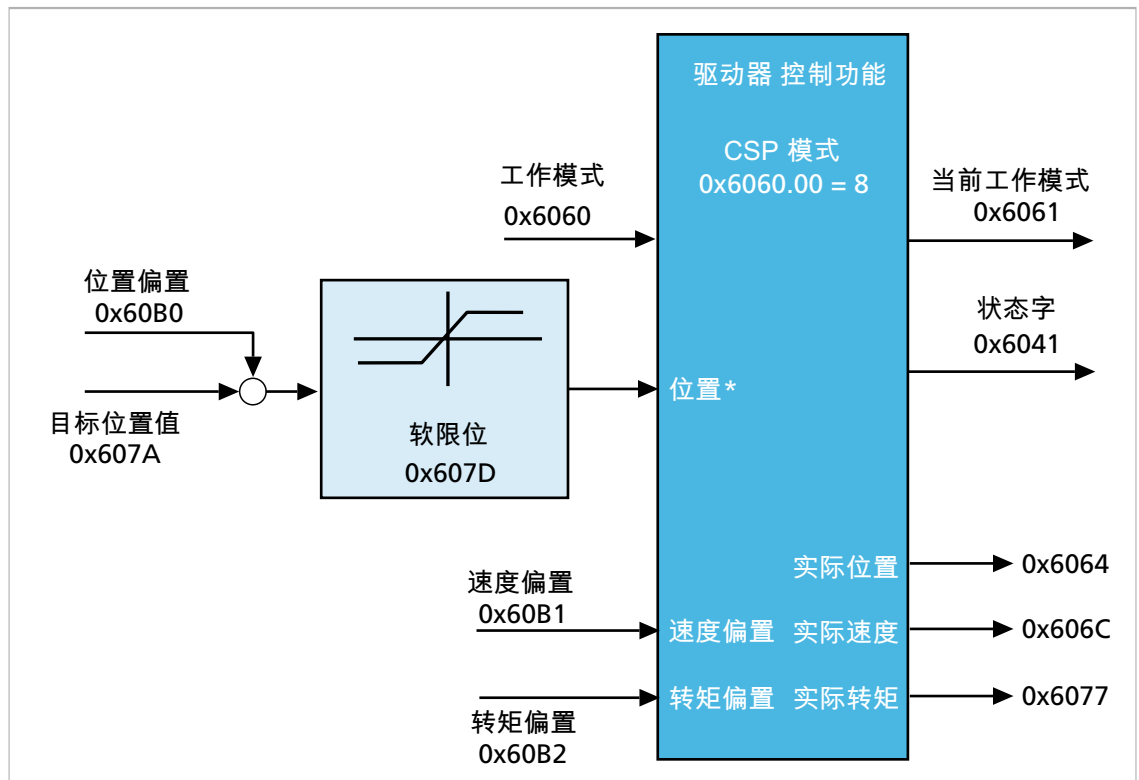 驱动器 控制功能
CSP 模式
0x6060.00 = 8
工作模式
0x6060
当前工作模式
0x6061
位置偏置
0x60B0
状态字
0x6041
目标位置值
0x607A
软限位
0x607D
位置*
实际位置
0x6064
速度偏置
0x60B1
速度偏置 实际速度
0x606C
转矩偏置 实际转矩
0x6077
转矩偏置
0x60B2